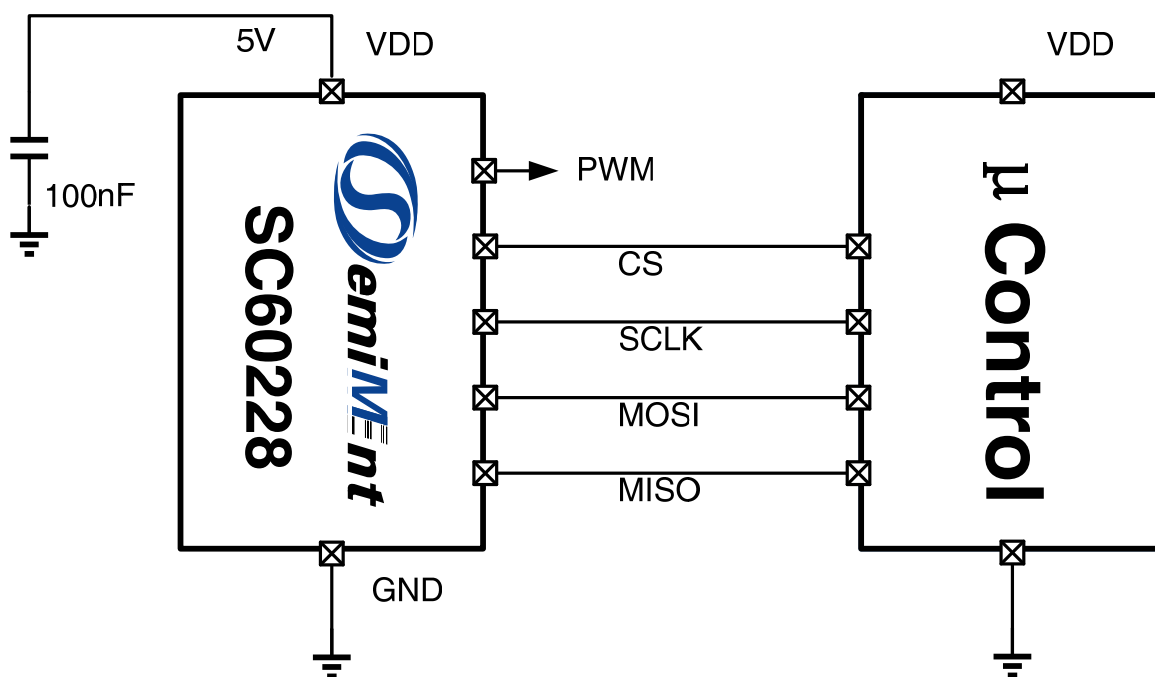 5V
VDD
VDD
PWM
100nF
SC60228
SemiMEnt
µ Control
CS
SCLK
MOSI
MISO
GND